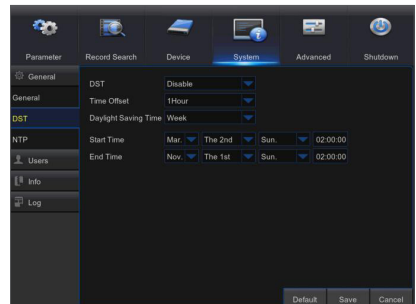 Parameter Record Search Device System Advanced Shutdown
General
General
DST
NTP
Users
Info
Log
DST Disable
Time Offset 1Hour
Daylight Saving Time Week
Start Time Mar. The 2nd Sun. 02:00:00
End Time Nov. The 1st Sun. 02:00:00
Default Save Cancel